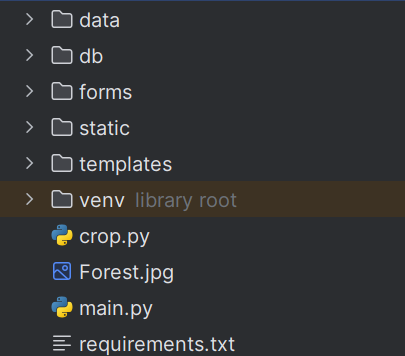 data
db
forms
static
templates
venv library root
crop.py
Forest.jpg
main.py
requirements.txt